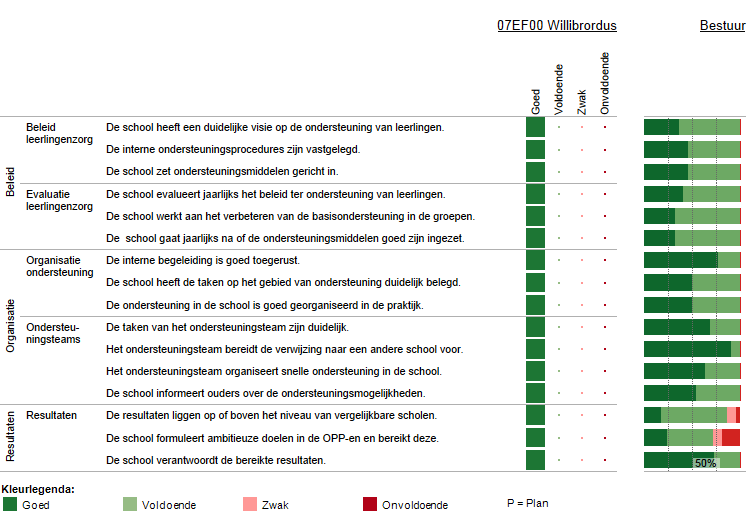 07EF00 Willibrordus
Bestuur
Goed
Voldoende
Zwak
Onvoldoende
Beleid
Beleid
leerlingenzorg
De school heeft een duidelijke visie op de ondersteuning van leerlingen.
De interne ondersteuningsprocedures zijn vastgelegd.
De school zet ondersteuningsmiddelen gericht in.
Evaluatie
leerlingenzorg
De school evalueert jaarlijks het beleid ter ondersteuning van leerlingen.
De school werkt aan het verbeteren van de basisondersteuning in de groepen.
De school gaat jaarlijks na of de ondersteuningsmiddelen goed zijn ingezet.
Organisatie
Organisatie
ondersteuning
De interne begeleiding is goed toegerust.
De school heeft de taken op het gebied van ondersteuning duidelijk belegd.
De ondersteuning in de school is goed georganiseerd in de praktijk.
Ondersteu-
ningsteams
De taken van het ondersteuningsteam zijn duidelijk.
Het ondersteuningsteam bereidt de verwijzing naar een andere school voor.
Het ondersteuningsteam organiseert snelle ondersteuning in de school.
De school informeert ouders over de ondersteuningsmogelijkheden.
Resultaten
Resultaten
De resultaten liggen op of boven het niveau van vergelijkbare scholen.
De school formuleert ambitieuze doelen in de OPP-en en bereikt deze.
De school verantwoordt de bereikte resultaten.
50%
Kleurlegenda:
Goed
Voldoende
Zwak
Onvoldoende
P = Plan